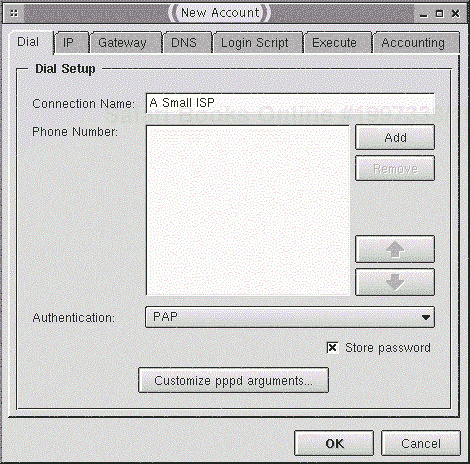 New Account
Dial IP Gateway DNS Login Script Execute Accounting
Dial Setup
Connection Name: A Small ISP
Phone Number:
Add
Remove
Authentication: PAP
Store password
Customize pppd arguments...
OK Cancel